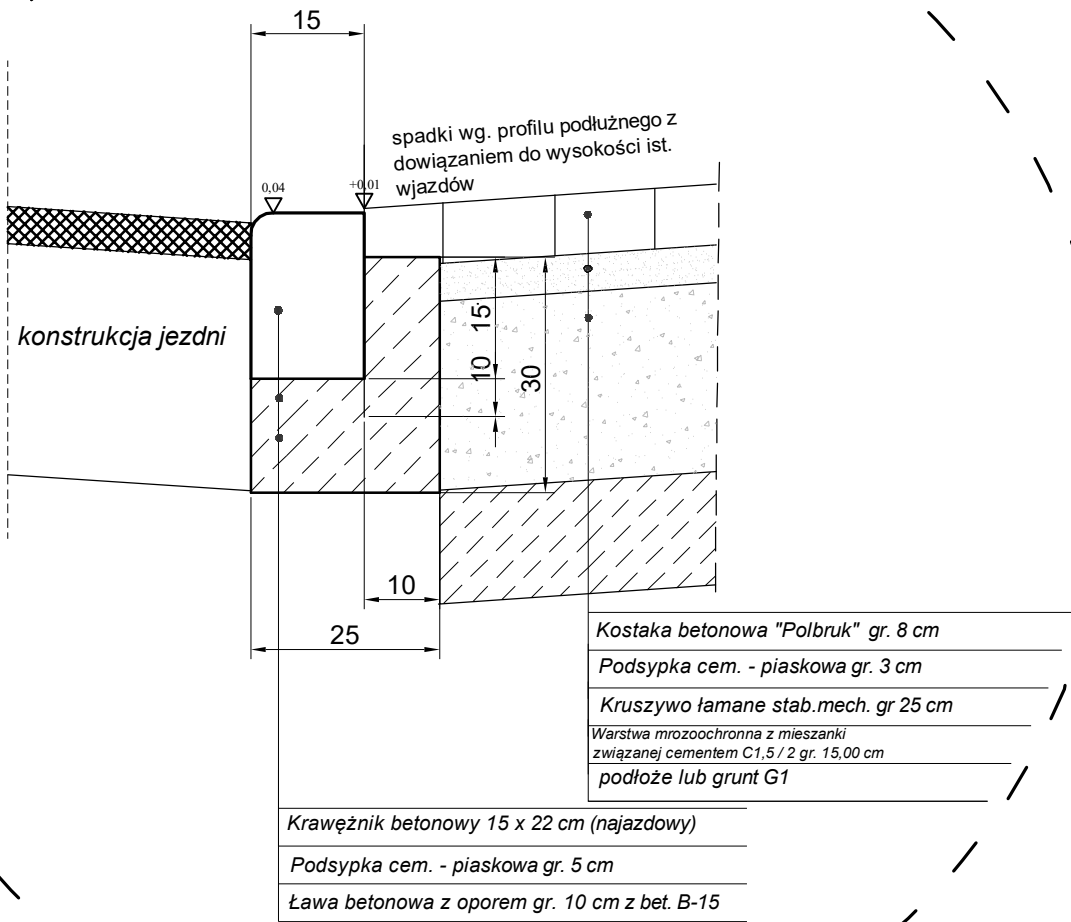 15
spadki wg. profilu podłużnego z
dowiązaniem do wysokości ist.
wjazdów
0,04
+0,01
konstrukcja jezdni
15
10
30
10
25
Kostaka betonowa "Polbruk" gr. 8 cm
Podsypka cem. - piaskowa gr. 3 cm
Kruszywo łamane stab.mech. gr 25 cm
Warstwa mrozoochronna z mieszanki
związanej cementem C1,5 / 2 gr. 15,00 cm
podłoże lub grunt G1
Krawężnik betonowy 15 x 22 cm (najazdowy)
Podsypka cem. - piaskowa gr. 5 cm
Ława betonowa z oporem gr. 10 cm z bet. B-15